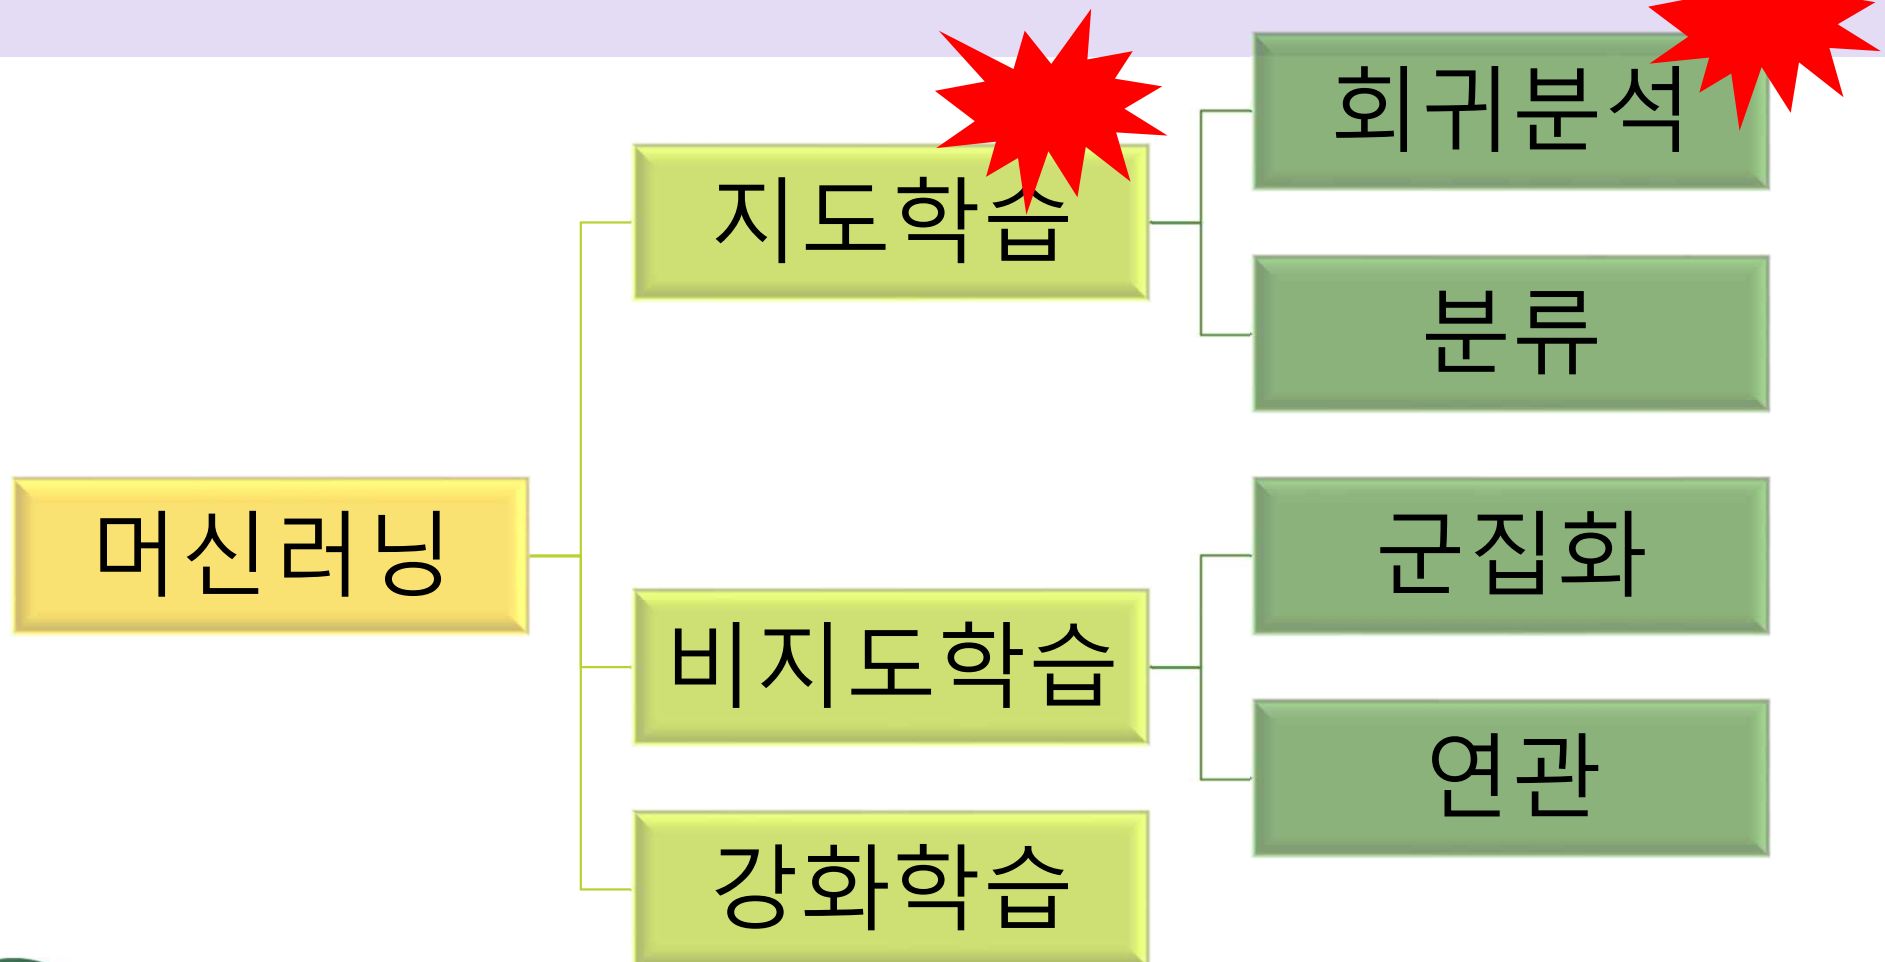 머신러닝
지도학습
회귀분석
분류
비지도학습
군집화
연관
강화학습